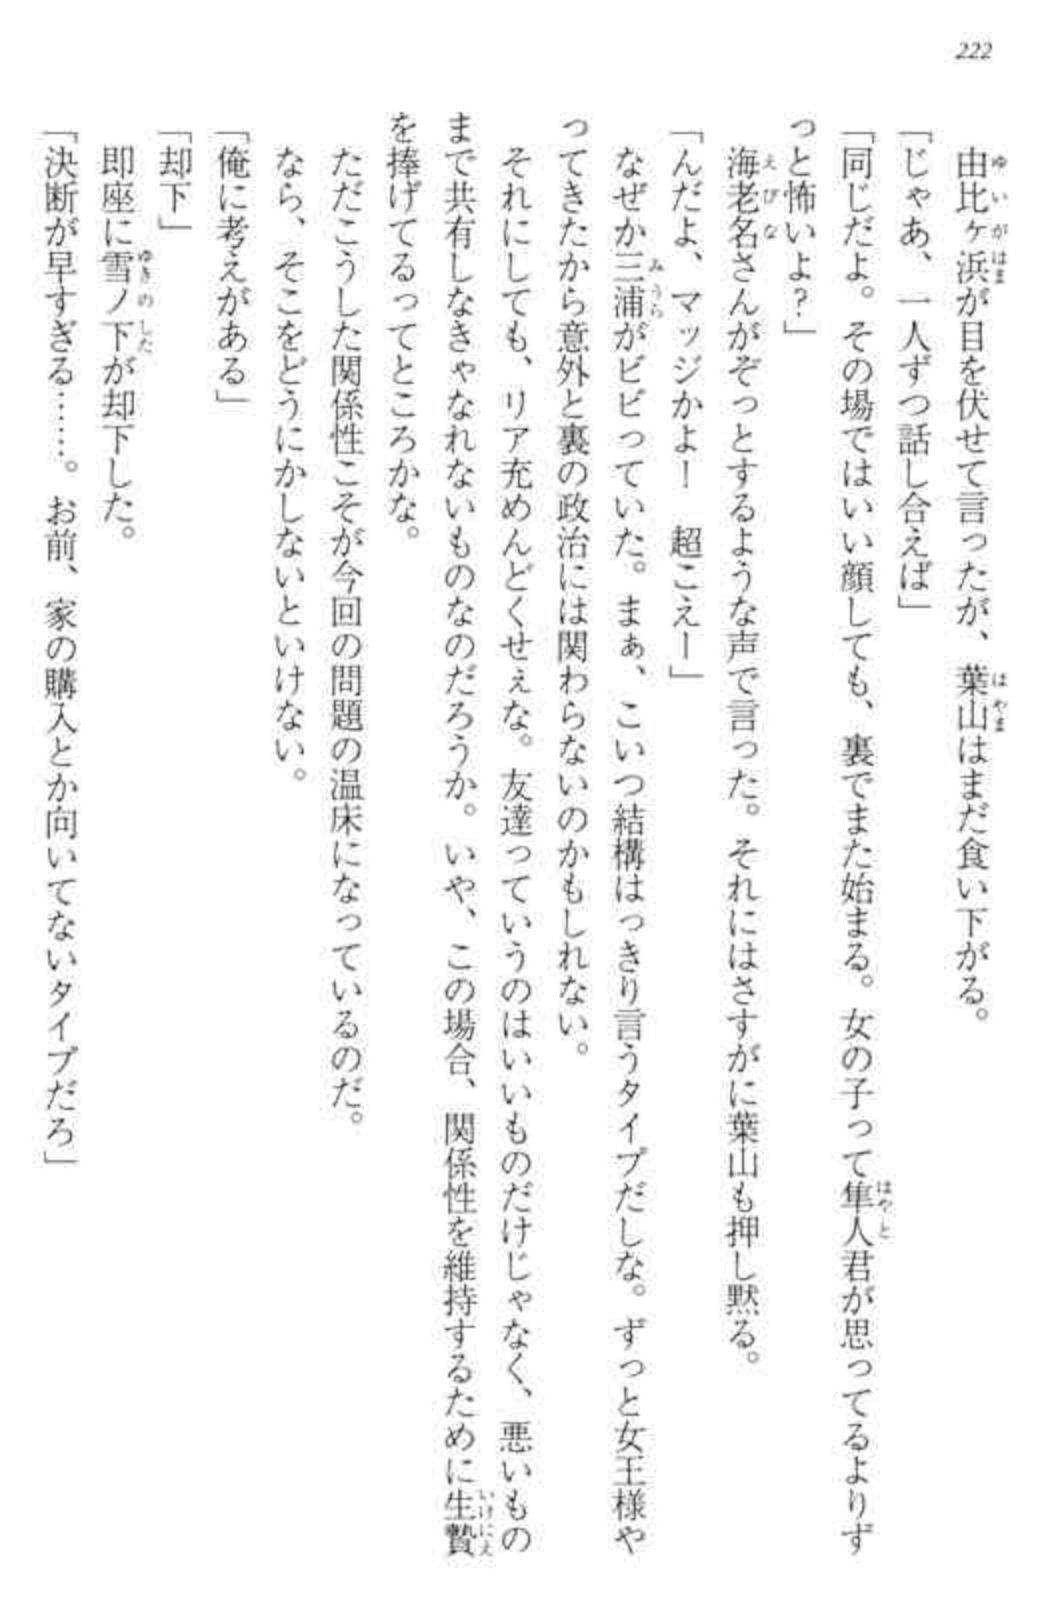 222
由比ヶ浜が目を伏せて言ったが、葉山はまだ食い下がる。
「じゃあ、一人ずつ話し合えば」
「同じだよ。その場ではいい顔しても、裏でまた始まる。女の子って隼人君が思ってるよりず
っと怖いよ？」
海老名さんがぞっとするような声で言った。それにはさすがに葉山も押し黙る。
「んだよ、マッジかよー　超こえー」
なぜか三浦がビビっていた。まぁ、こいつ結構はっきり言うタイプだしな。ずっと女王様や
ってきたから意外と裏の政治には関わらないのかもしれない。
それにしても、リア充めんどくせぇな。友達っていうのはいいものだけじゃなく、悪いもの
まで共有しなきゃなれないものなのだろうか。いや、この場合、関係性を維持するために生贄
を捧げてるってところかな。
ただこうした関係性こそが今回の問題の温床になっているのだ。
なら、そこをどうにかしないといけない。
「俺に考えがある」
「却下」
即座に雪ノ下が却下した。
「決断が早すぎる……。お前、家の購入とか向いてないタイプだろ」